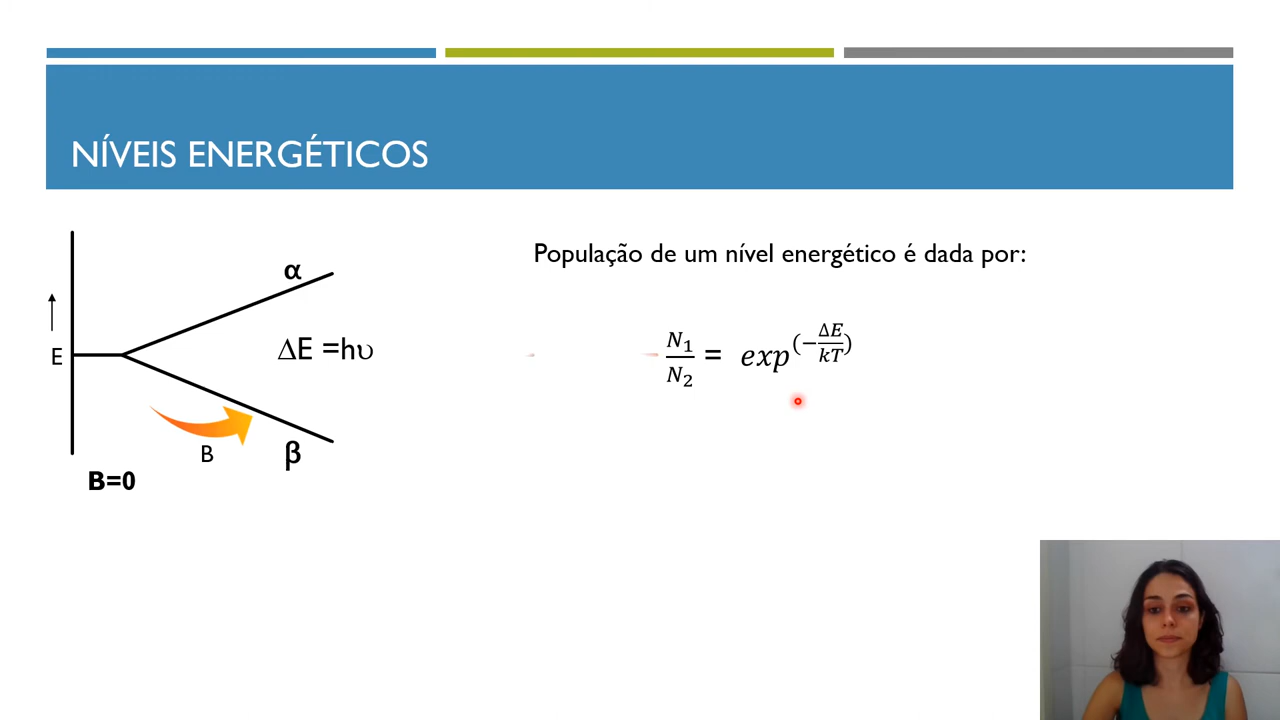 NÍVEIS ENERGÉTICOS
População de um nível energético é dada por:
α
E
ΔE =hυ
N₁/N₂ = exp^(−ΔE/kT)
B
β
B=0